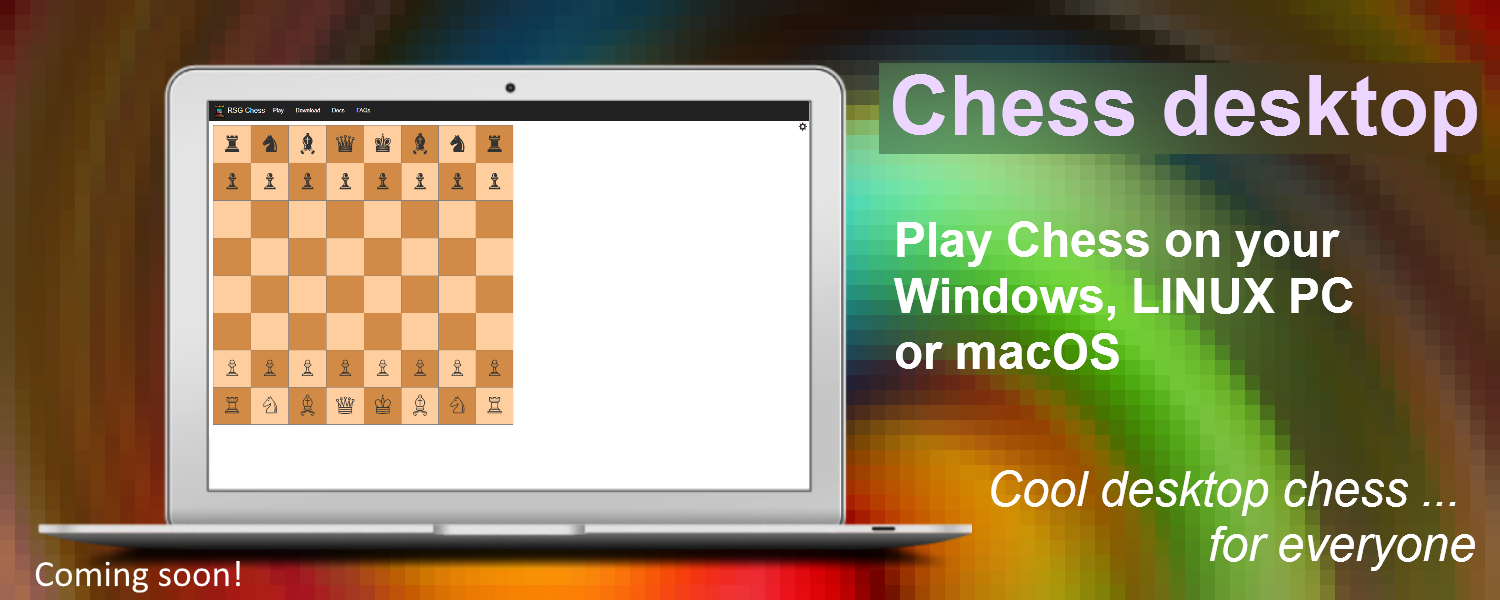 RSG Chess Play Download Docs FAQs
Chess desktop
Play Chess on your
Windows, LINUX PC
or macOS
Cool desktop chess ...
for everyone
Coming soon!